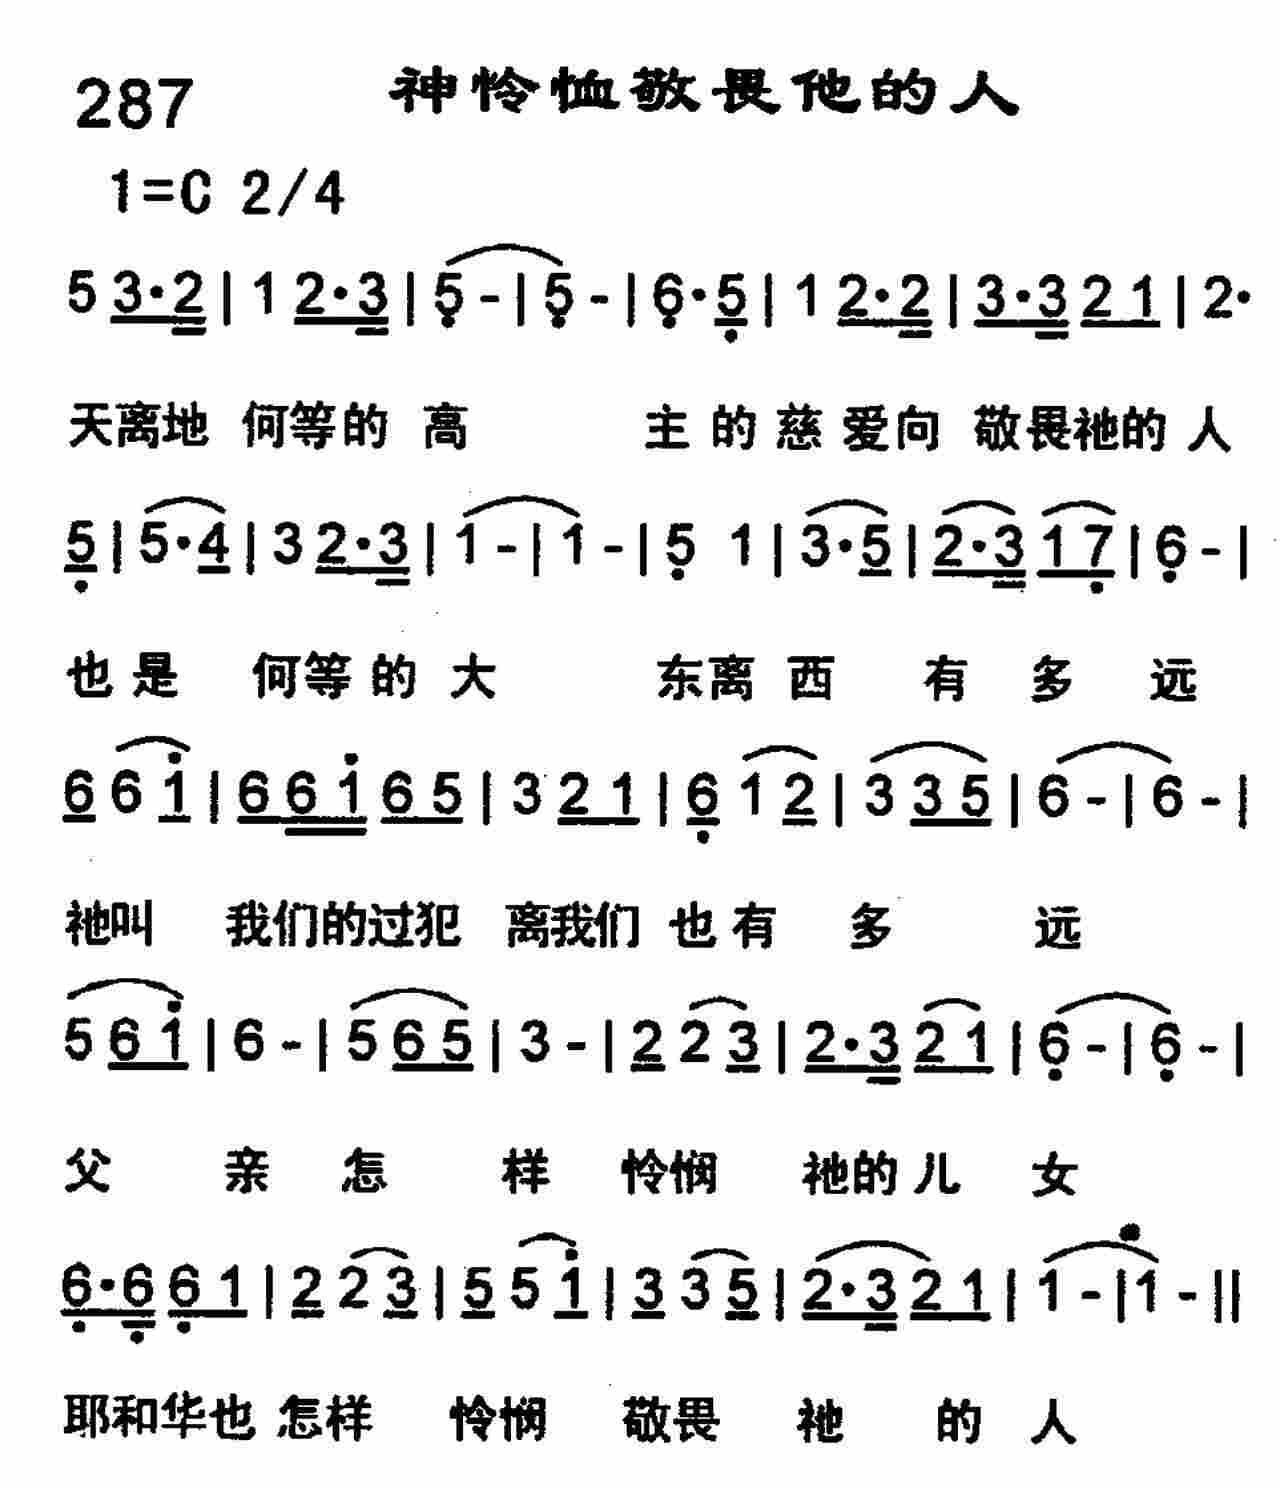 287 神怜恤敬畏他的人
1=C 2/4
5 3·2 | 1 2·3 | 5 - | 5 - | 6·5 | 1 2·2 | 3·3 2 1 | 2·
天离地 何等的 高 主 的 慈 爱向 敬畏祂的 人
5 | 5·4 | 3 2·3 | 1 - | 1 - | 5 1 | 3·5 | 2·3 1 7 | 6 - |
也 是 何等 的 大 东离 西 有 多 远
6 6 i | 6 6 i 6 5 | 3 2 1 | 6 1 2 | 3 3 5 | 6 - | 6 - |
祂叫 我们的过犯 离我们 也 有 多 远
5 6 i | 6 - | 5 6 5 | 3 - | 2 2 3 | 2·3 2 1 | 6 - | 6 - |
父 亲 怎 样 怜悯 祂的 儿 女
6·6 6 1 | 2 2 3 | 5 5 i | 3 3 5 | 2·3 2 1 | 1 - | 1 - ||
耶和华也 怎样 怜悯 敬畏 祂 的 人